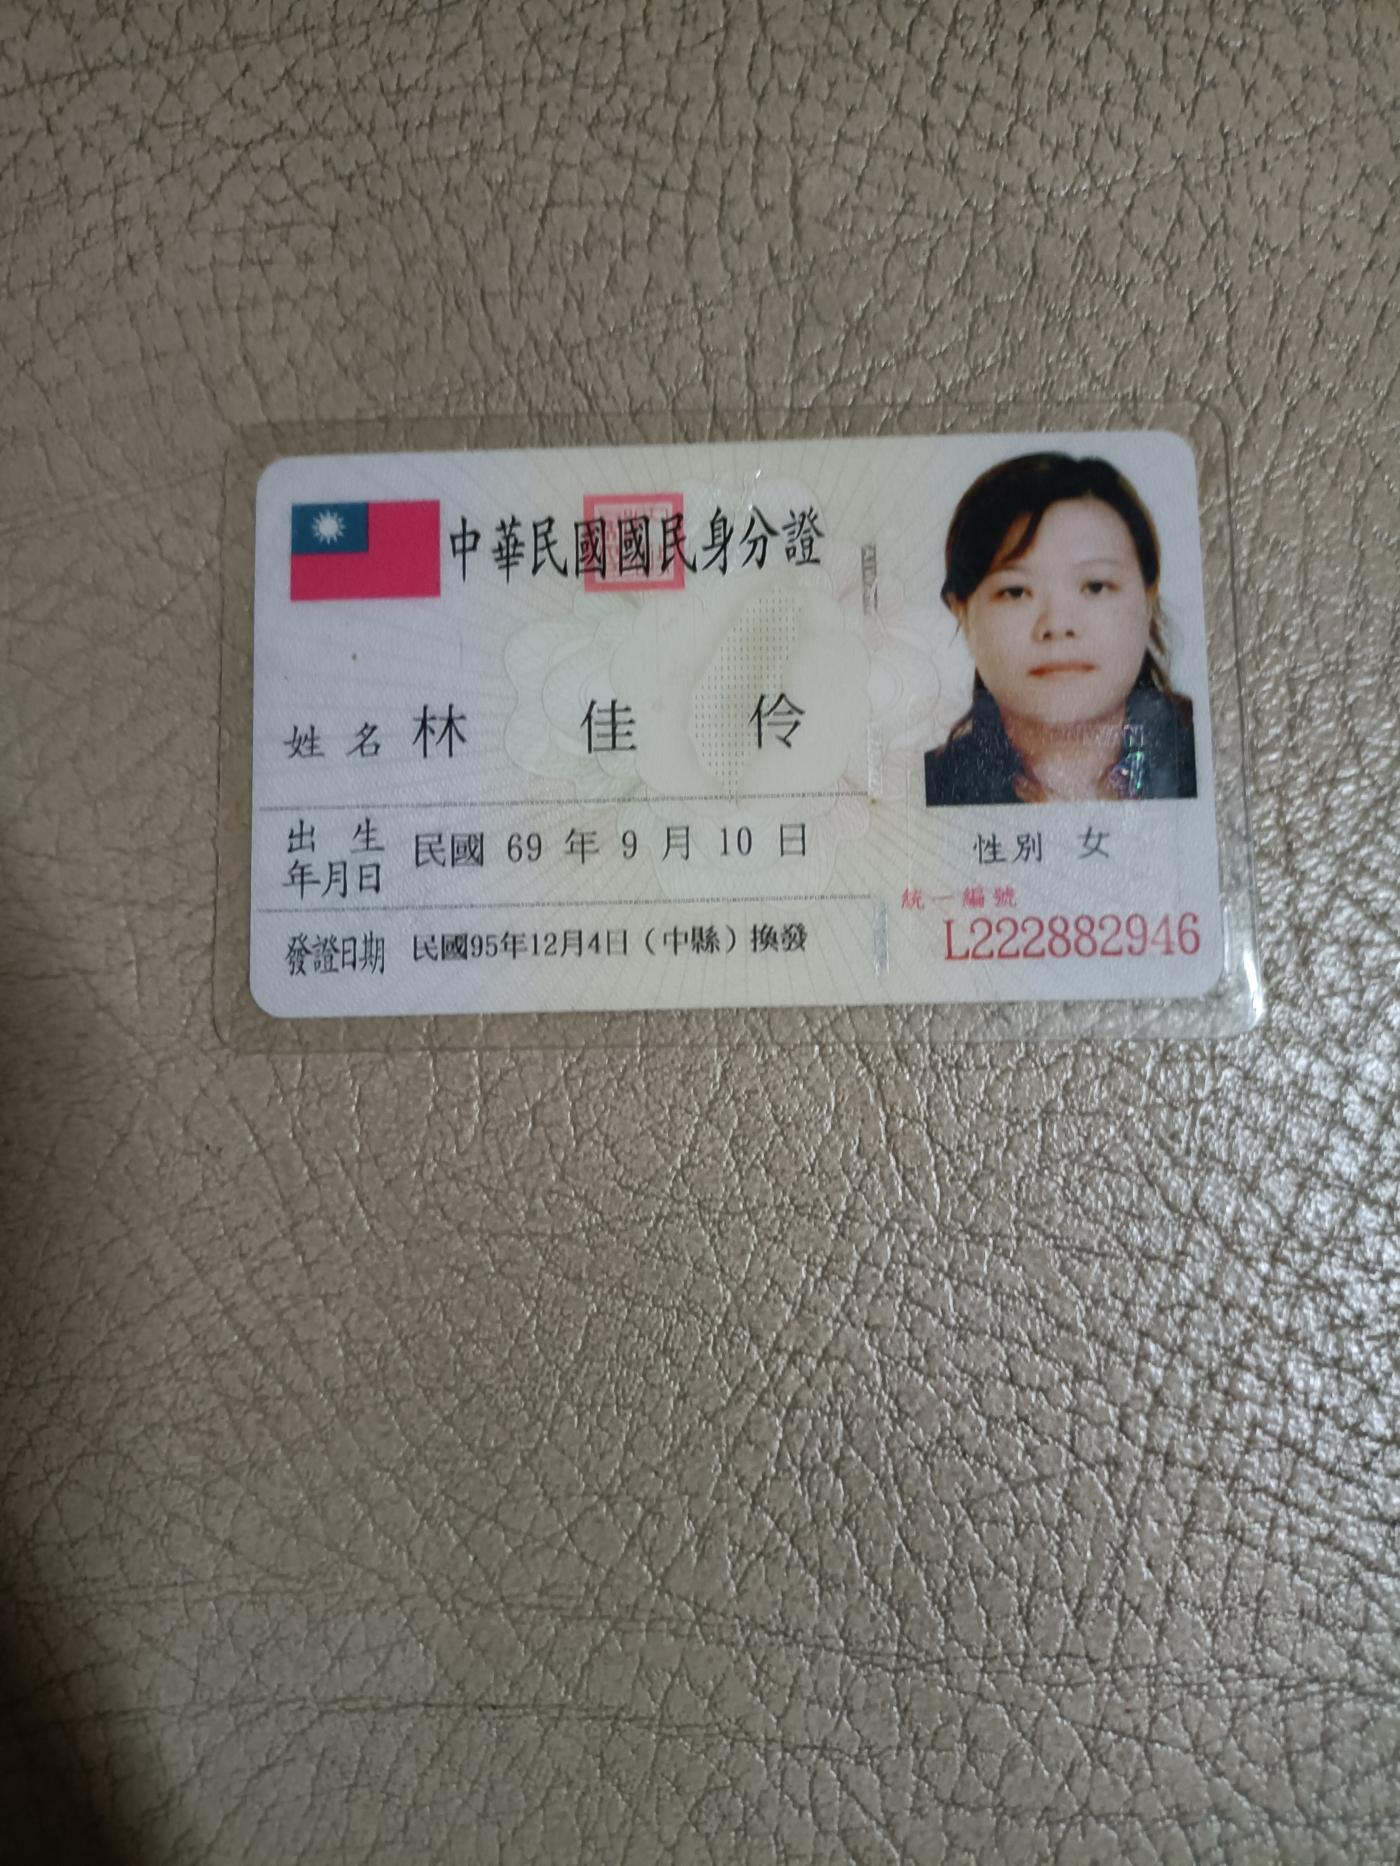 中華民國國民身分證
姓名 林佳伶
出生年月日 民國 69 年 9 月 10 日
發證日期 民國95年12月4日（中縣）換發
性別 女
統一編號
L222882946